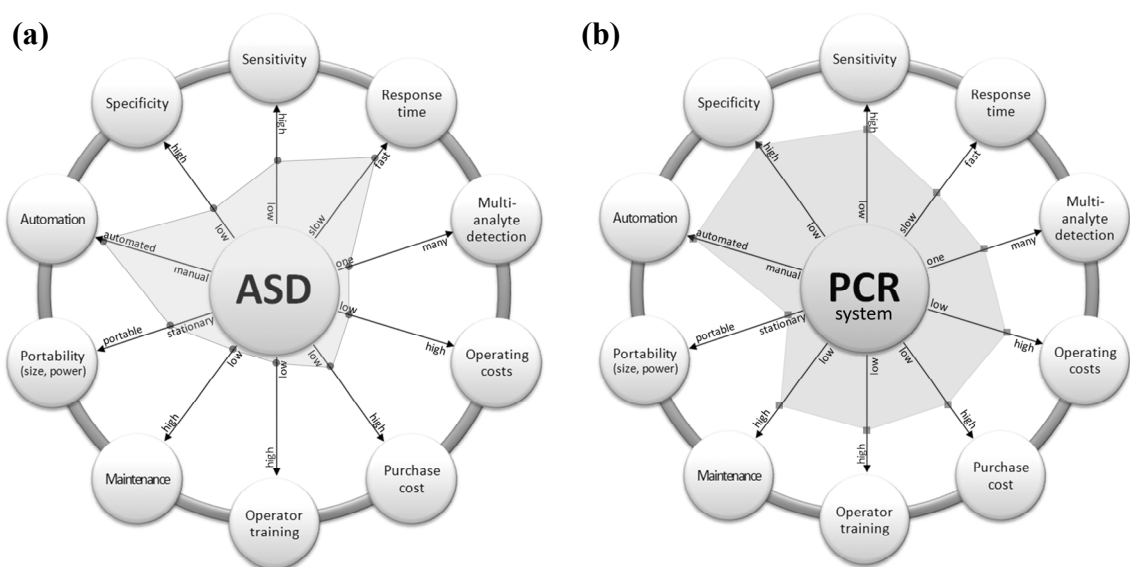 (a)
Sensitivity
Response
time
Multi-
analyte
detection
Operating
costs
Purchase
cost
Operator
training
Maintenance
Portability
(size, power)
Automation
Specificity
ASD
high
low
fast
slow
many
one
high
low
high
low
high
low
high
low
portable
stationary
automated
manual
high
low
(b)
Sensitivity
Response
time
Multi-
analyte
detection
Operating
costs
Purchase
cost
Operator
training
Maintenance
Portability
(size, power)
Automation
Specificity
PCR
system
high
low
fast
slow
many
one
high
low
high
low
high
low
high
low
portable
stationary
automated
manual
high
low